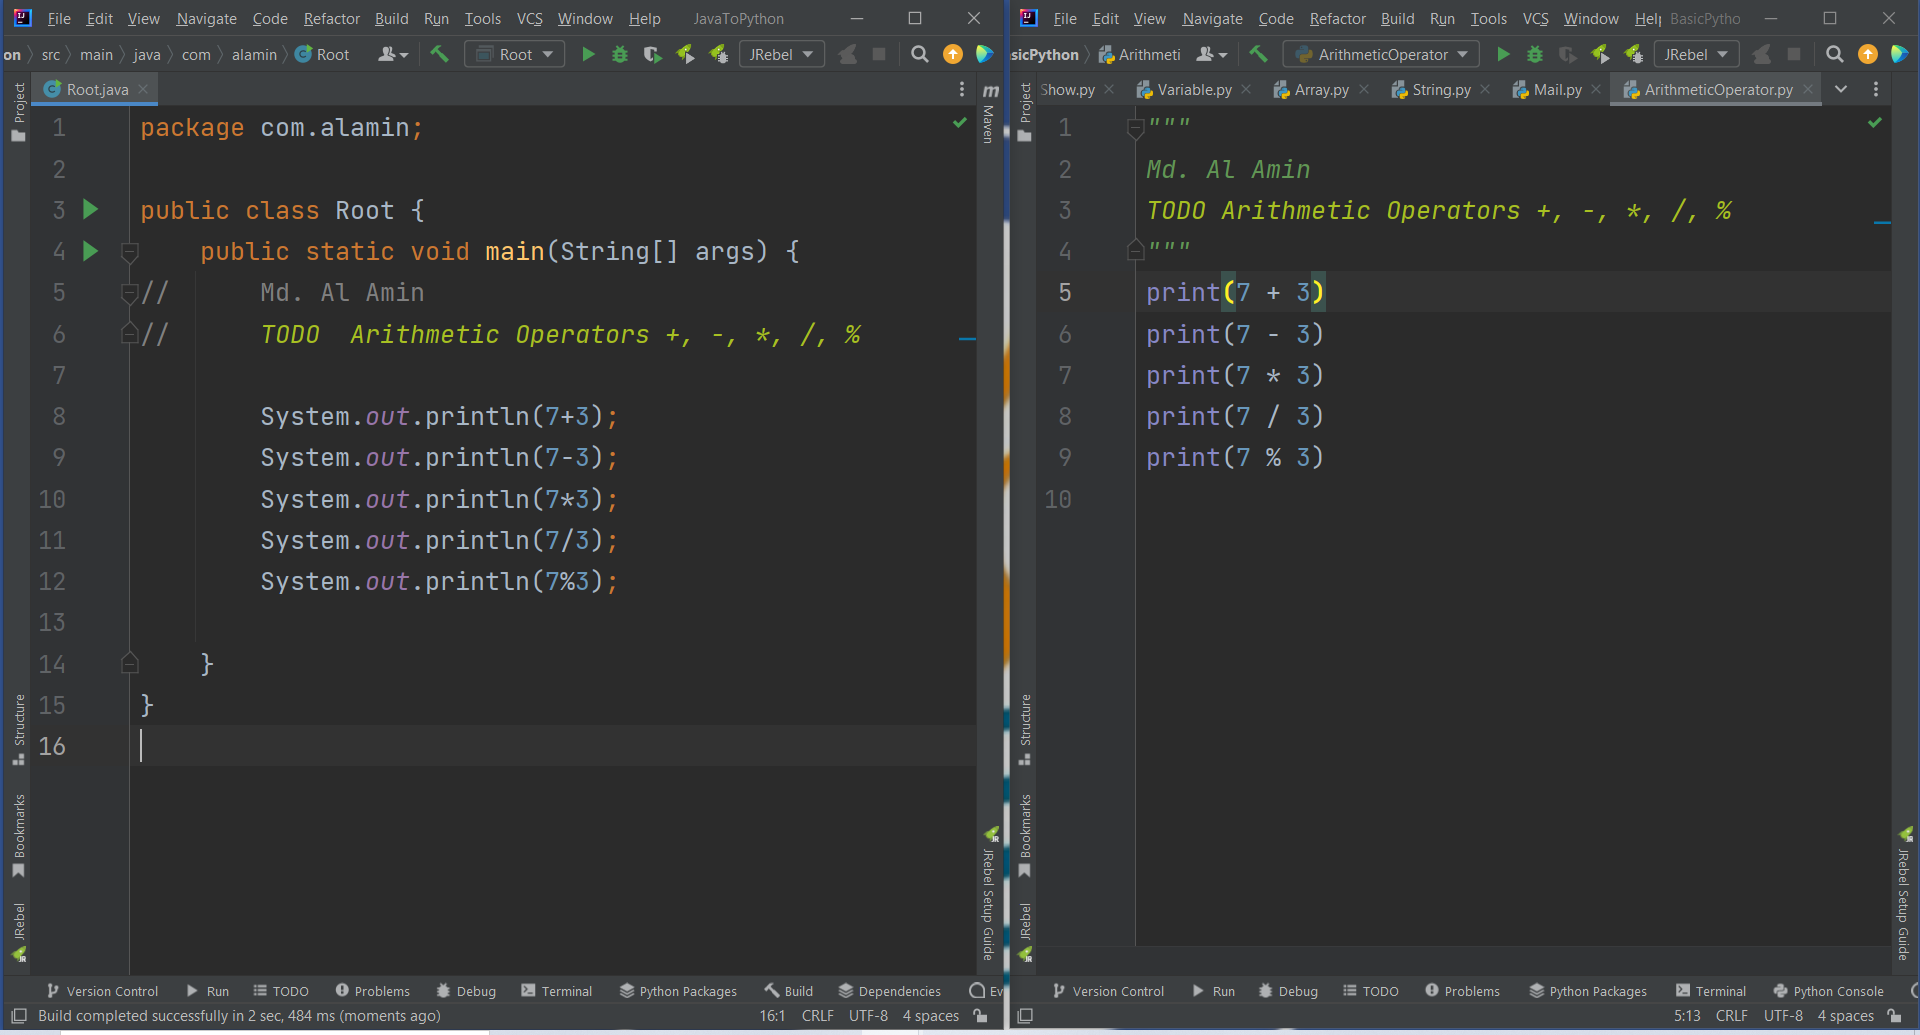 File Edit View Navigate Code Refactor Build Run Tools VCS Window Help JavaToPython
on src main java com alamin Root Root JRebel
Root.java
Project
Maven
1 package com.alamin;
2
3 public class Root {
4 public static void main(String[] args) {
5 // Md. Al Amin
6 // TODO Arithmetic Operators +, -, *, /, %
7
8 System.out.println(7+3);
9 System.out.println(7-3);
10 System.out.println(7*3);
11 System.out.println(7/3);
12 System.out.println(7%3);
13
14 }
15 }
16
Structure
Bookmarks
JRebel
JRebel Setup Guide
Version Control Run TODO Problems Debug Terminal Python Packages Build Dependencies Ev
Build completed successfully in 2 sec, 484 ms (moments ago) 16:1 CRLF UTF-8 4 spaces
File Edit View Navigate Code Refactor Build Run Tools VCS Window Help BasicPytho
sicPython Arithmeti ArithmeticOperator JRebel
Show.py Variable.py Array.py String.py Mail.py ArithmeticOperator.py
Project
1 """
2 Md. Al Amin
3 TODO Arithmetic Operators +, -, *, /, %
4 """
5 print(7 + 3)
6 print(7 - 3)
7 print(7 * 3)
8 print(7 / 3)
9 print(7 % 3)
10
Structure
Bookmarks
JRebel
JRebel Setup Guide
Version Control Run Debug TODO Problems Python Packages Terminal Python Console
5:13 CRLF UTF-8 4 spaces